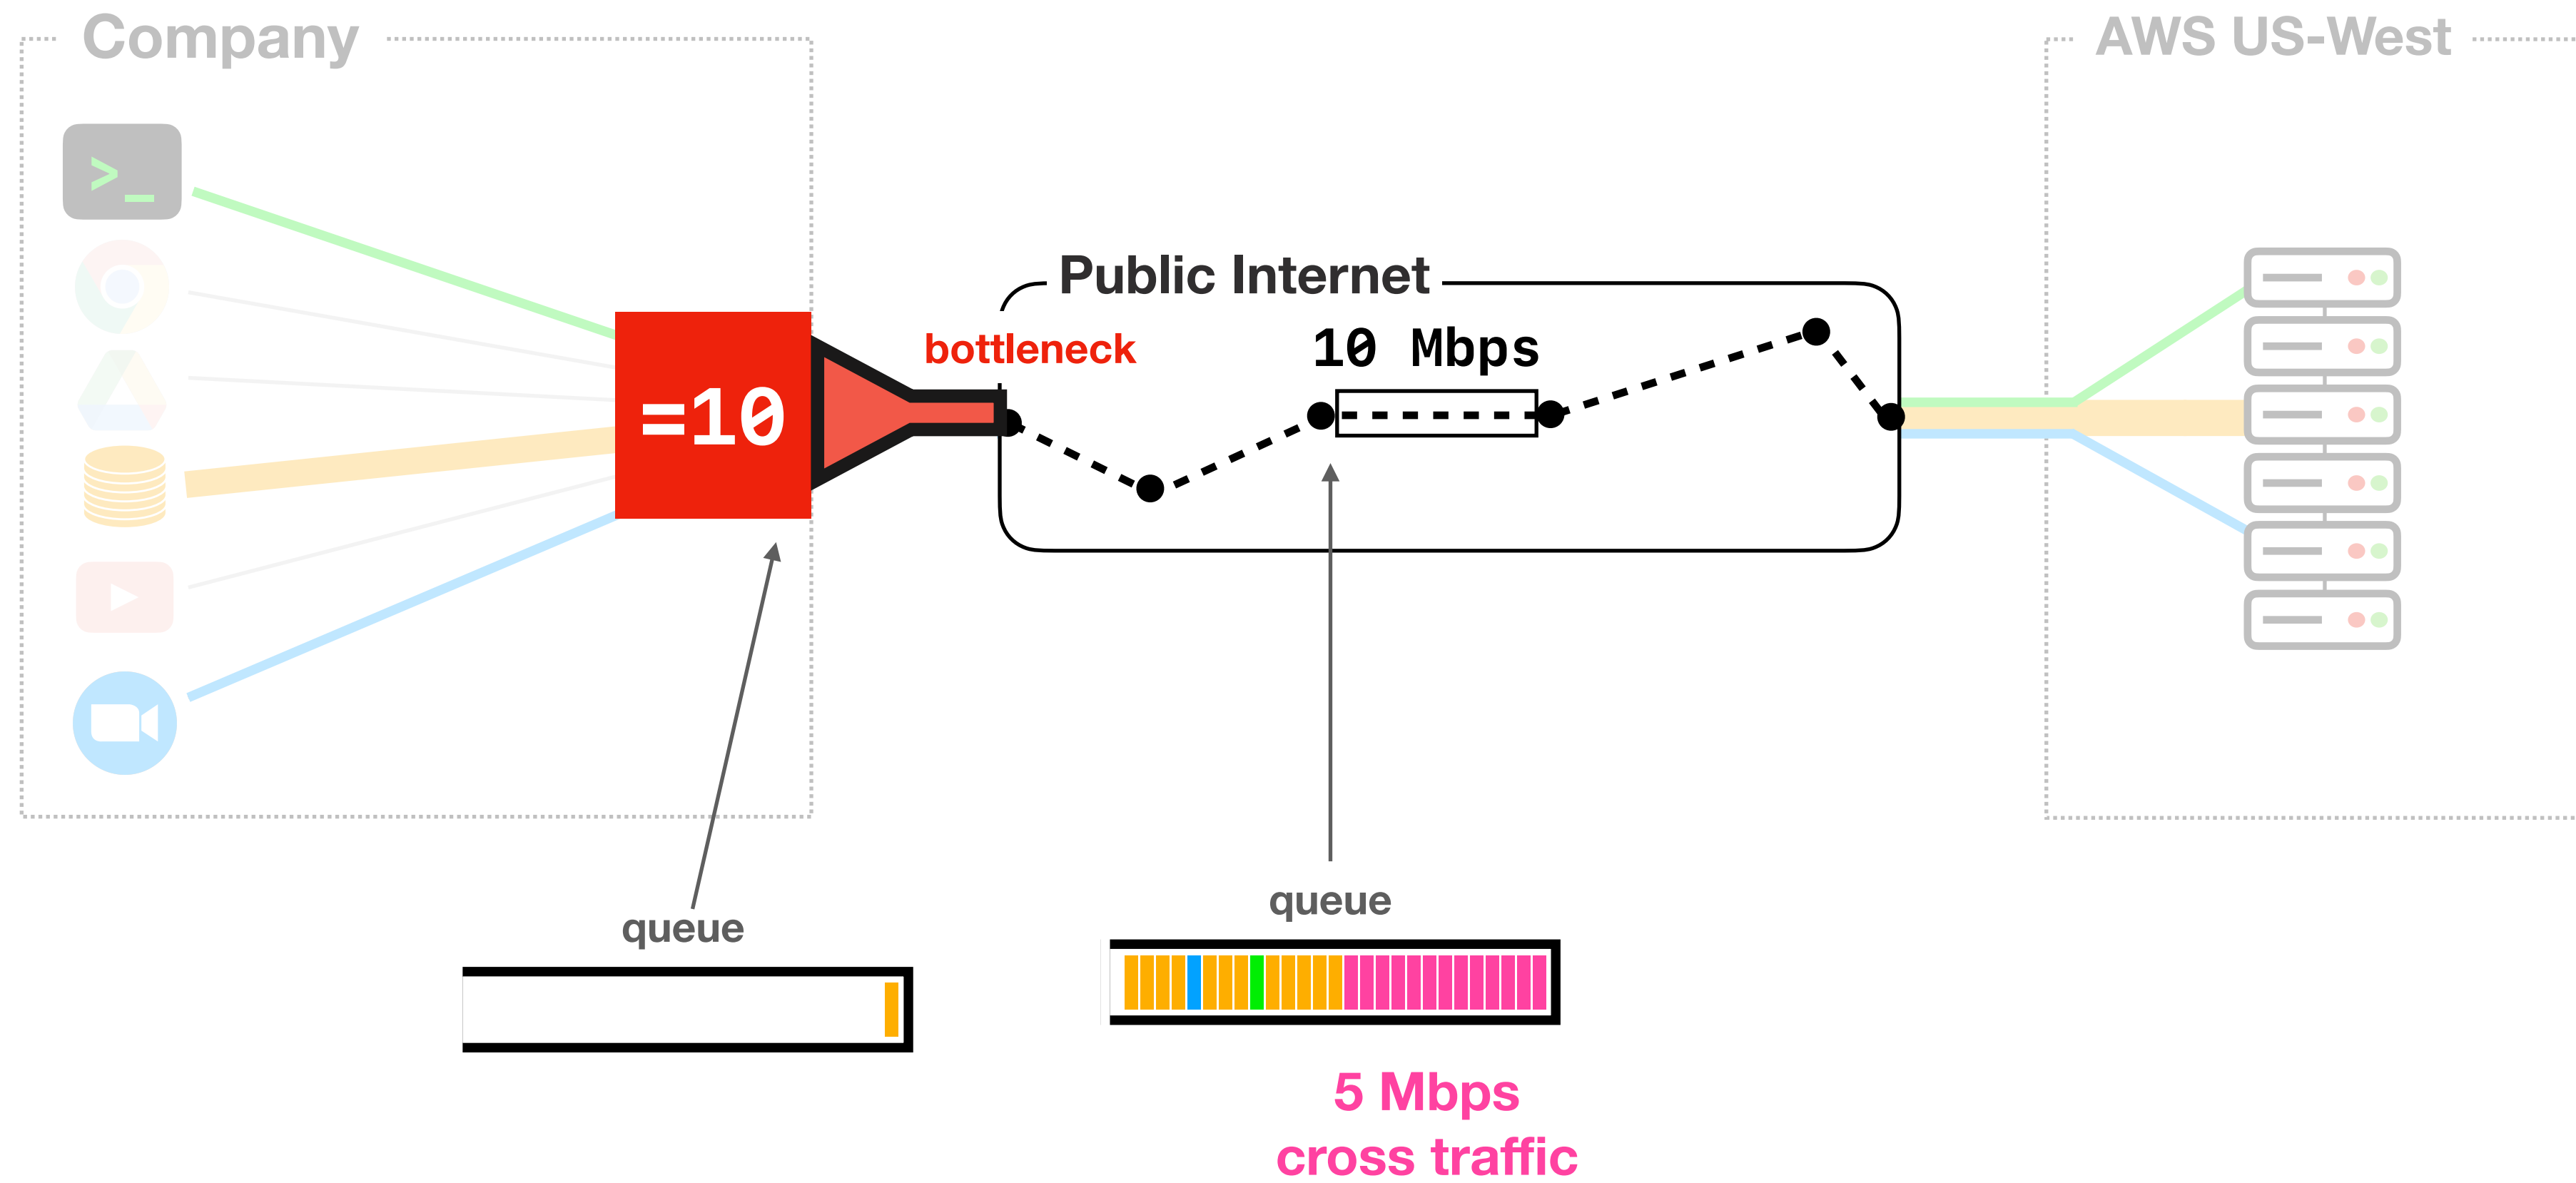 Company
AWS US-West
>_
Public Internet
bottleneck
10 Mbps
=10
queue
queue
5 Mbps
cross traffic